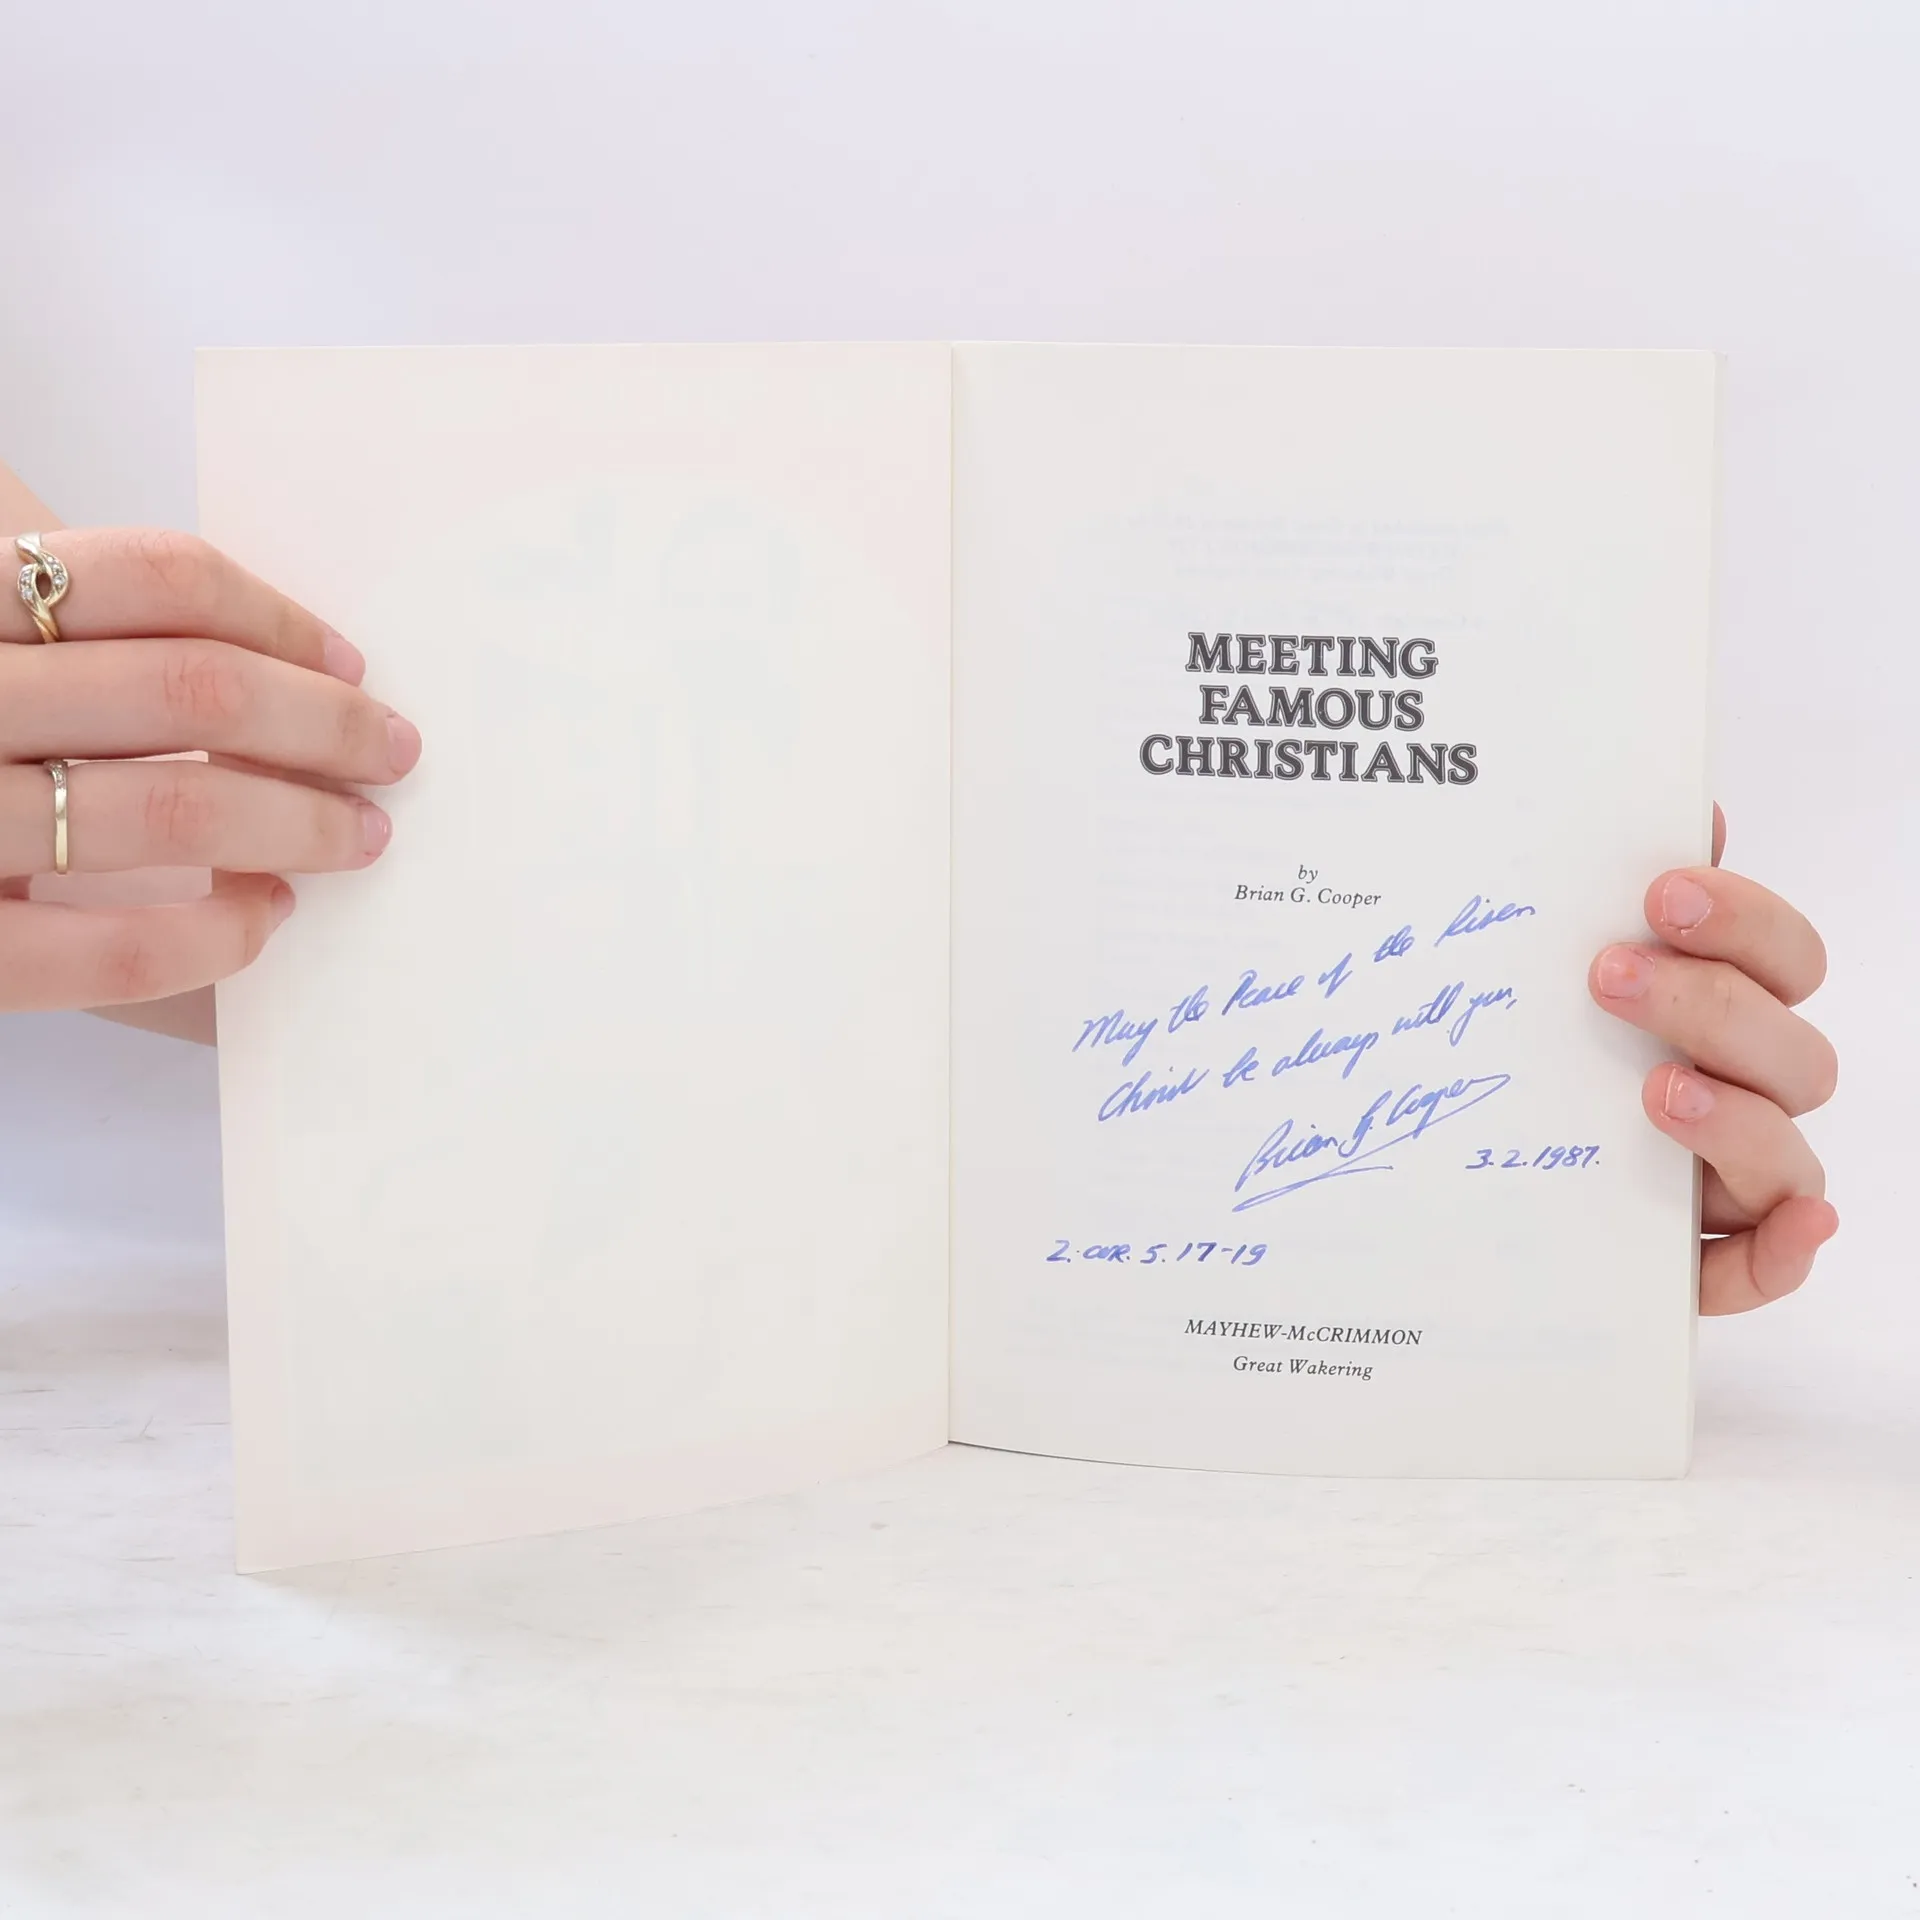 MEETING
FAMOUS
CHRISTIANS
by
Brian G. Cooper
May the Peace of the Risen
Christ be always with you,
Brian G. Cooper
3.2.1987.
2. COR. 5. 17-19
MAYHEW-McCRIMMON
Great Wakering